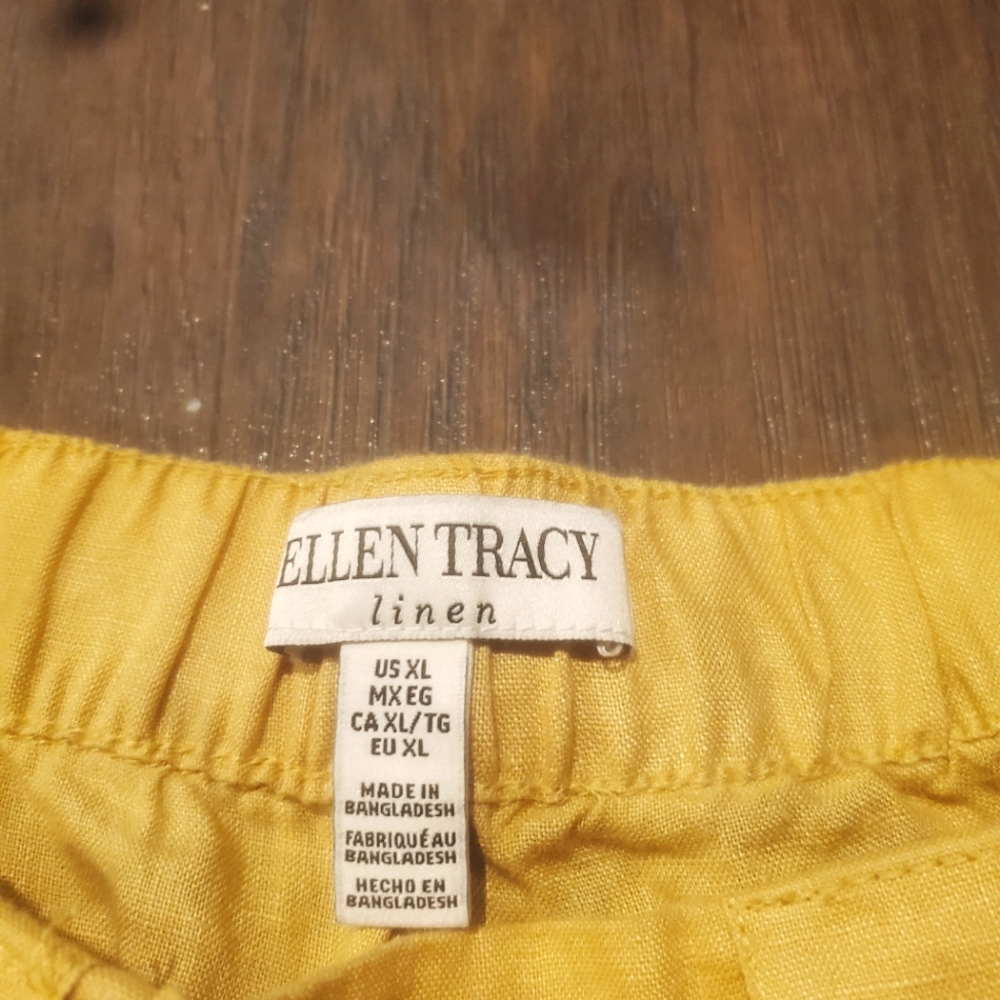 ELLEN TRACY
linen
US XL
MX EG
CA XL/TG
EU XL
MADE IN
BANGLADESH
FABRIQUÉ AU
BANGLADESH
HECHO EN
BANGLADESH